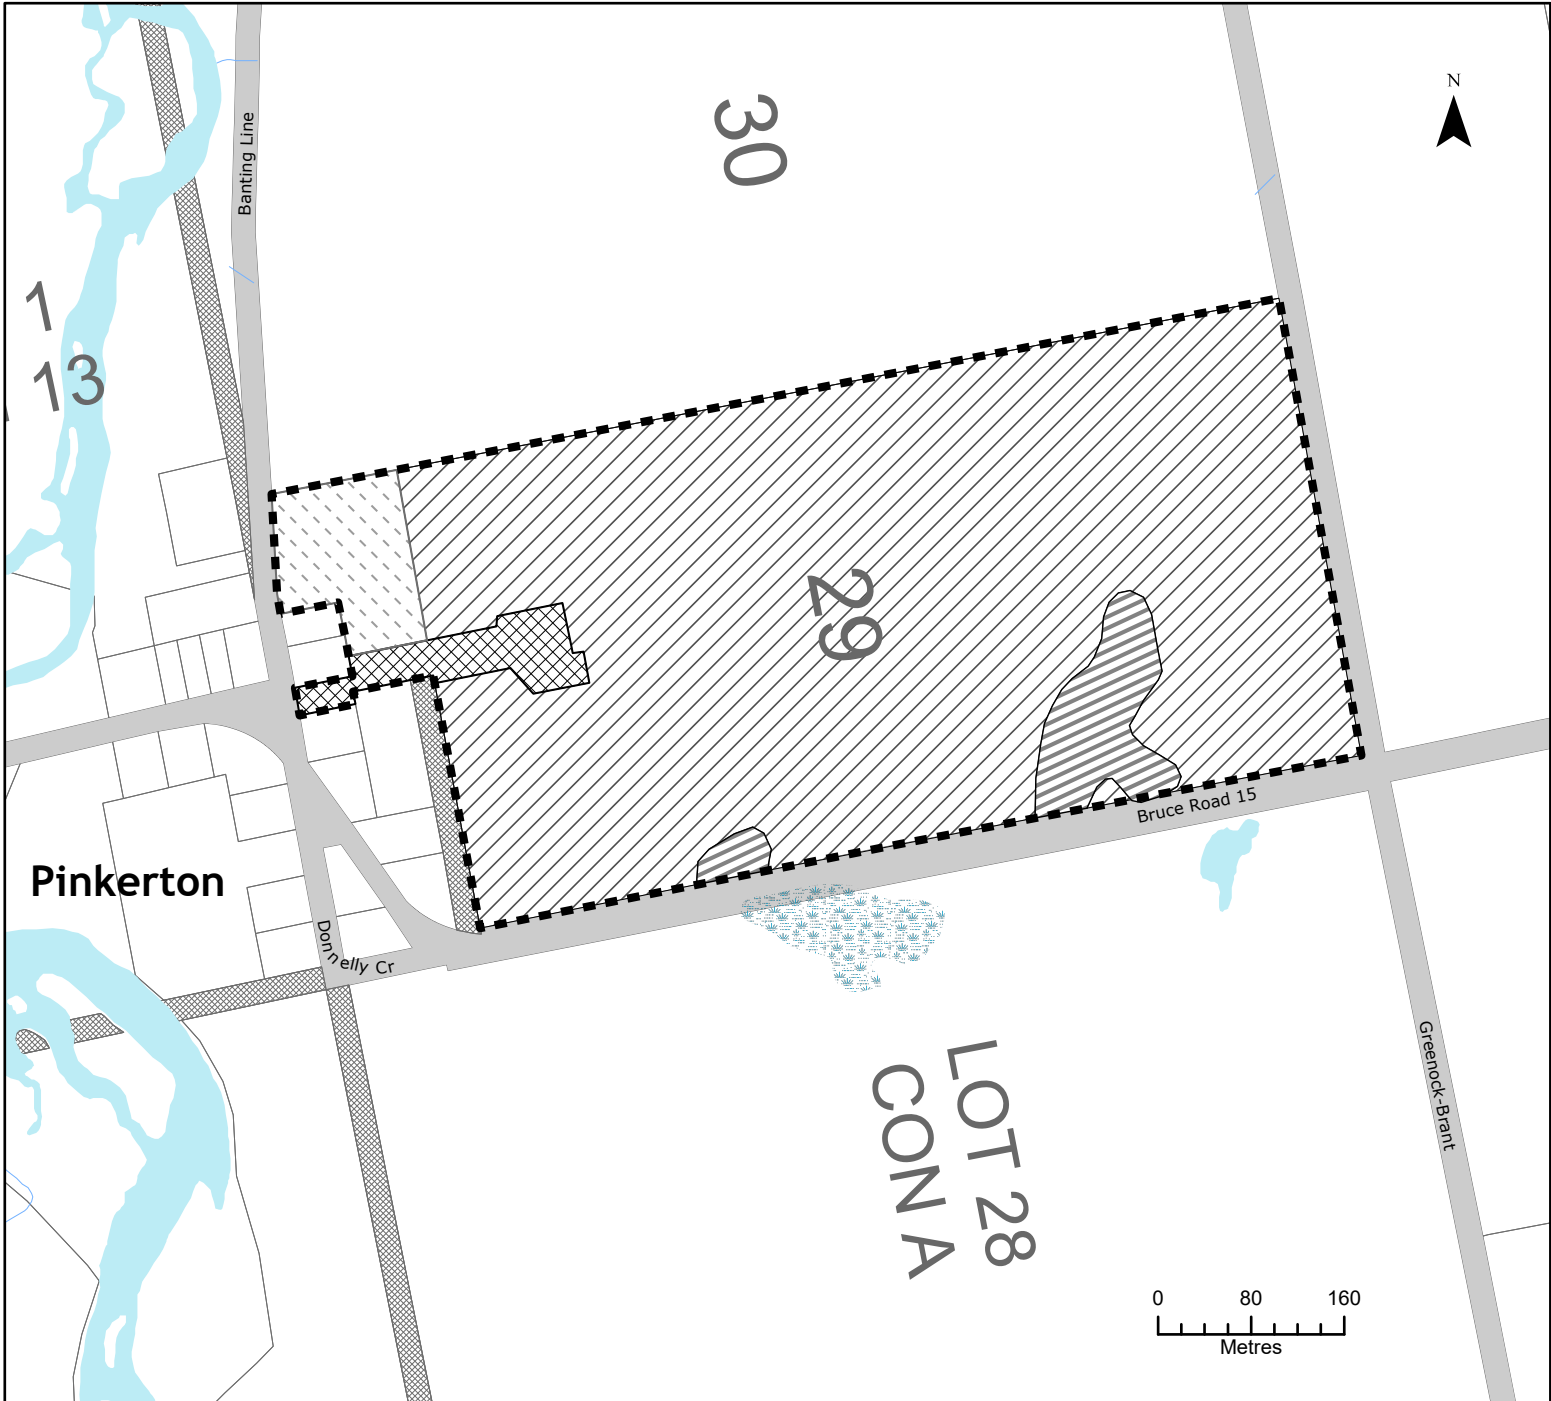 N
Banting Line
30
1
13
29
Bruce Road 15
Pinkerton
Donnelly Cr
Greenock-Brant
LOT 28
CON A
0 80 160
Metres